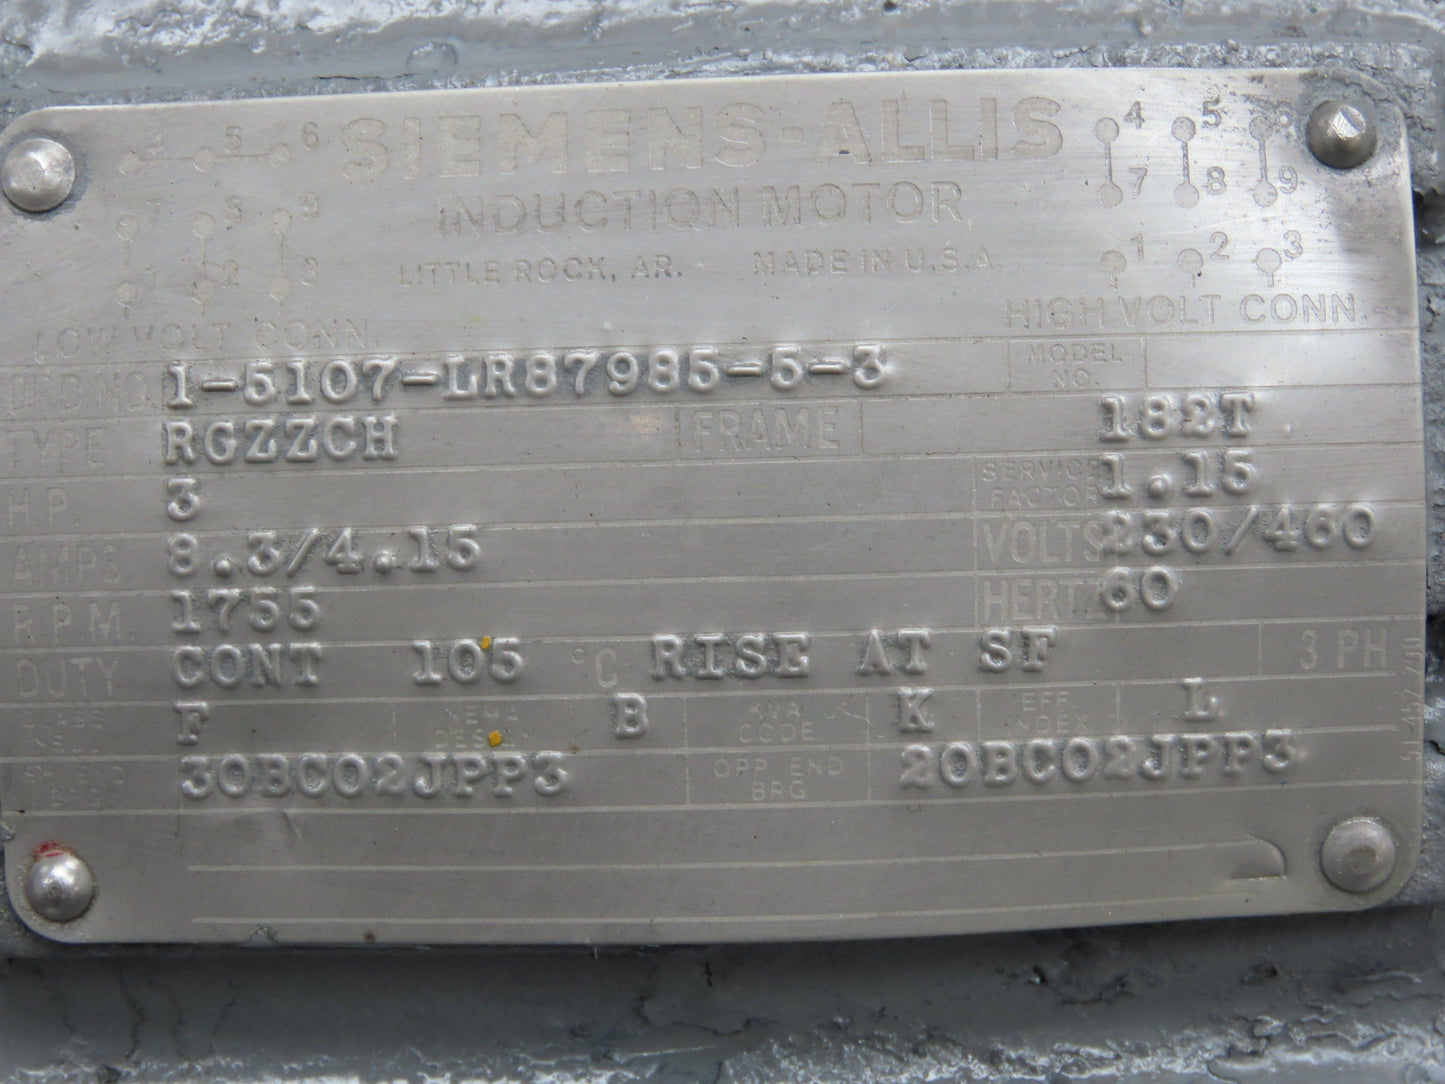 4 5 6 SIEMENS-ALLIS 4 5 6
7 8 9 INDUCTION MOTOR 7 8 9
1 2 3 LITTLE ROCK, AR. MADE IN U.S.A. 1 2 3
LOW VOLT CONN. HIGH VOLT CONN.
ORD NO. 1-5107-LR87985-5-3 MODEL NO.
TYPE RGZZCH FRAME 182T
H.P. 3 SERVICE FACTOR 1.15
AMPS 8.3/4.15 VOLTS 230/460
R.P.M. 1755 HERTZ 60
DUTY CONT 105 °C RISE AT SF 3 PH
CLASS INSUL F NEMA DESIGN B KVA CODE K EFF. INDEX L
30BC02JPP3 OPP END BRG 20BC02JPP3